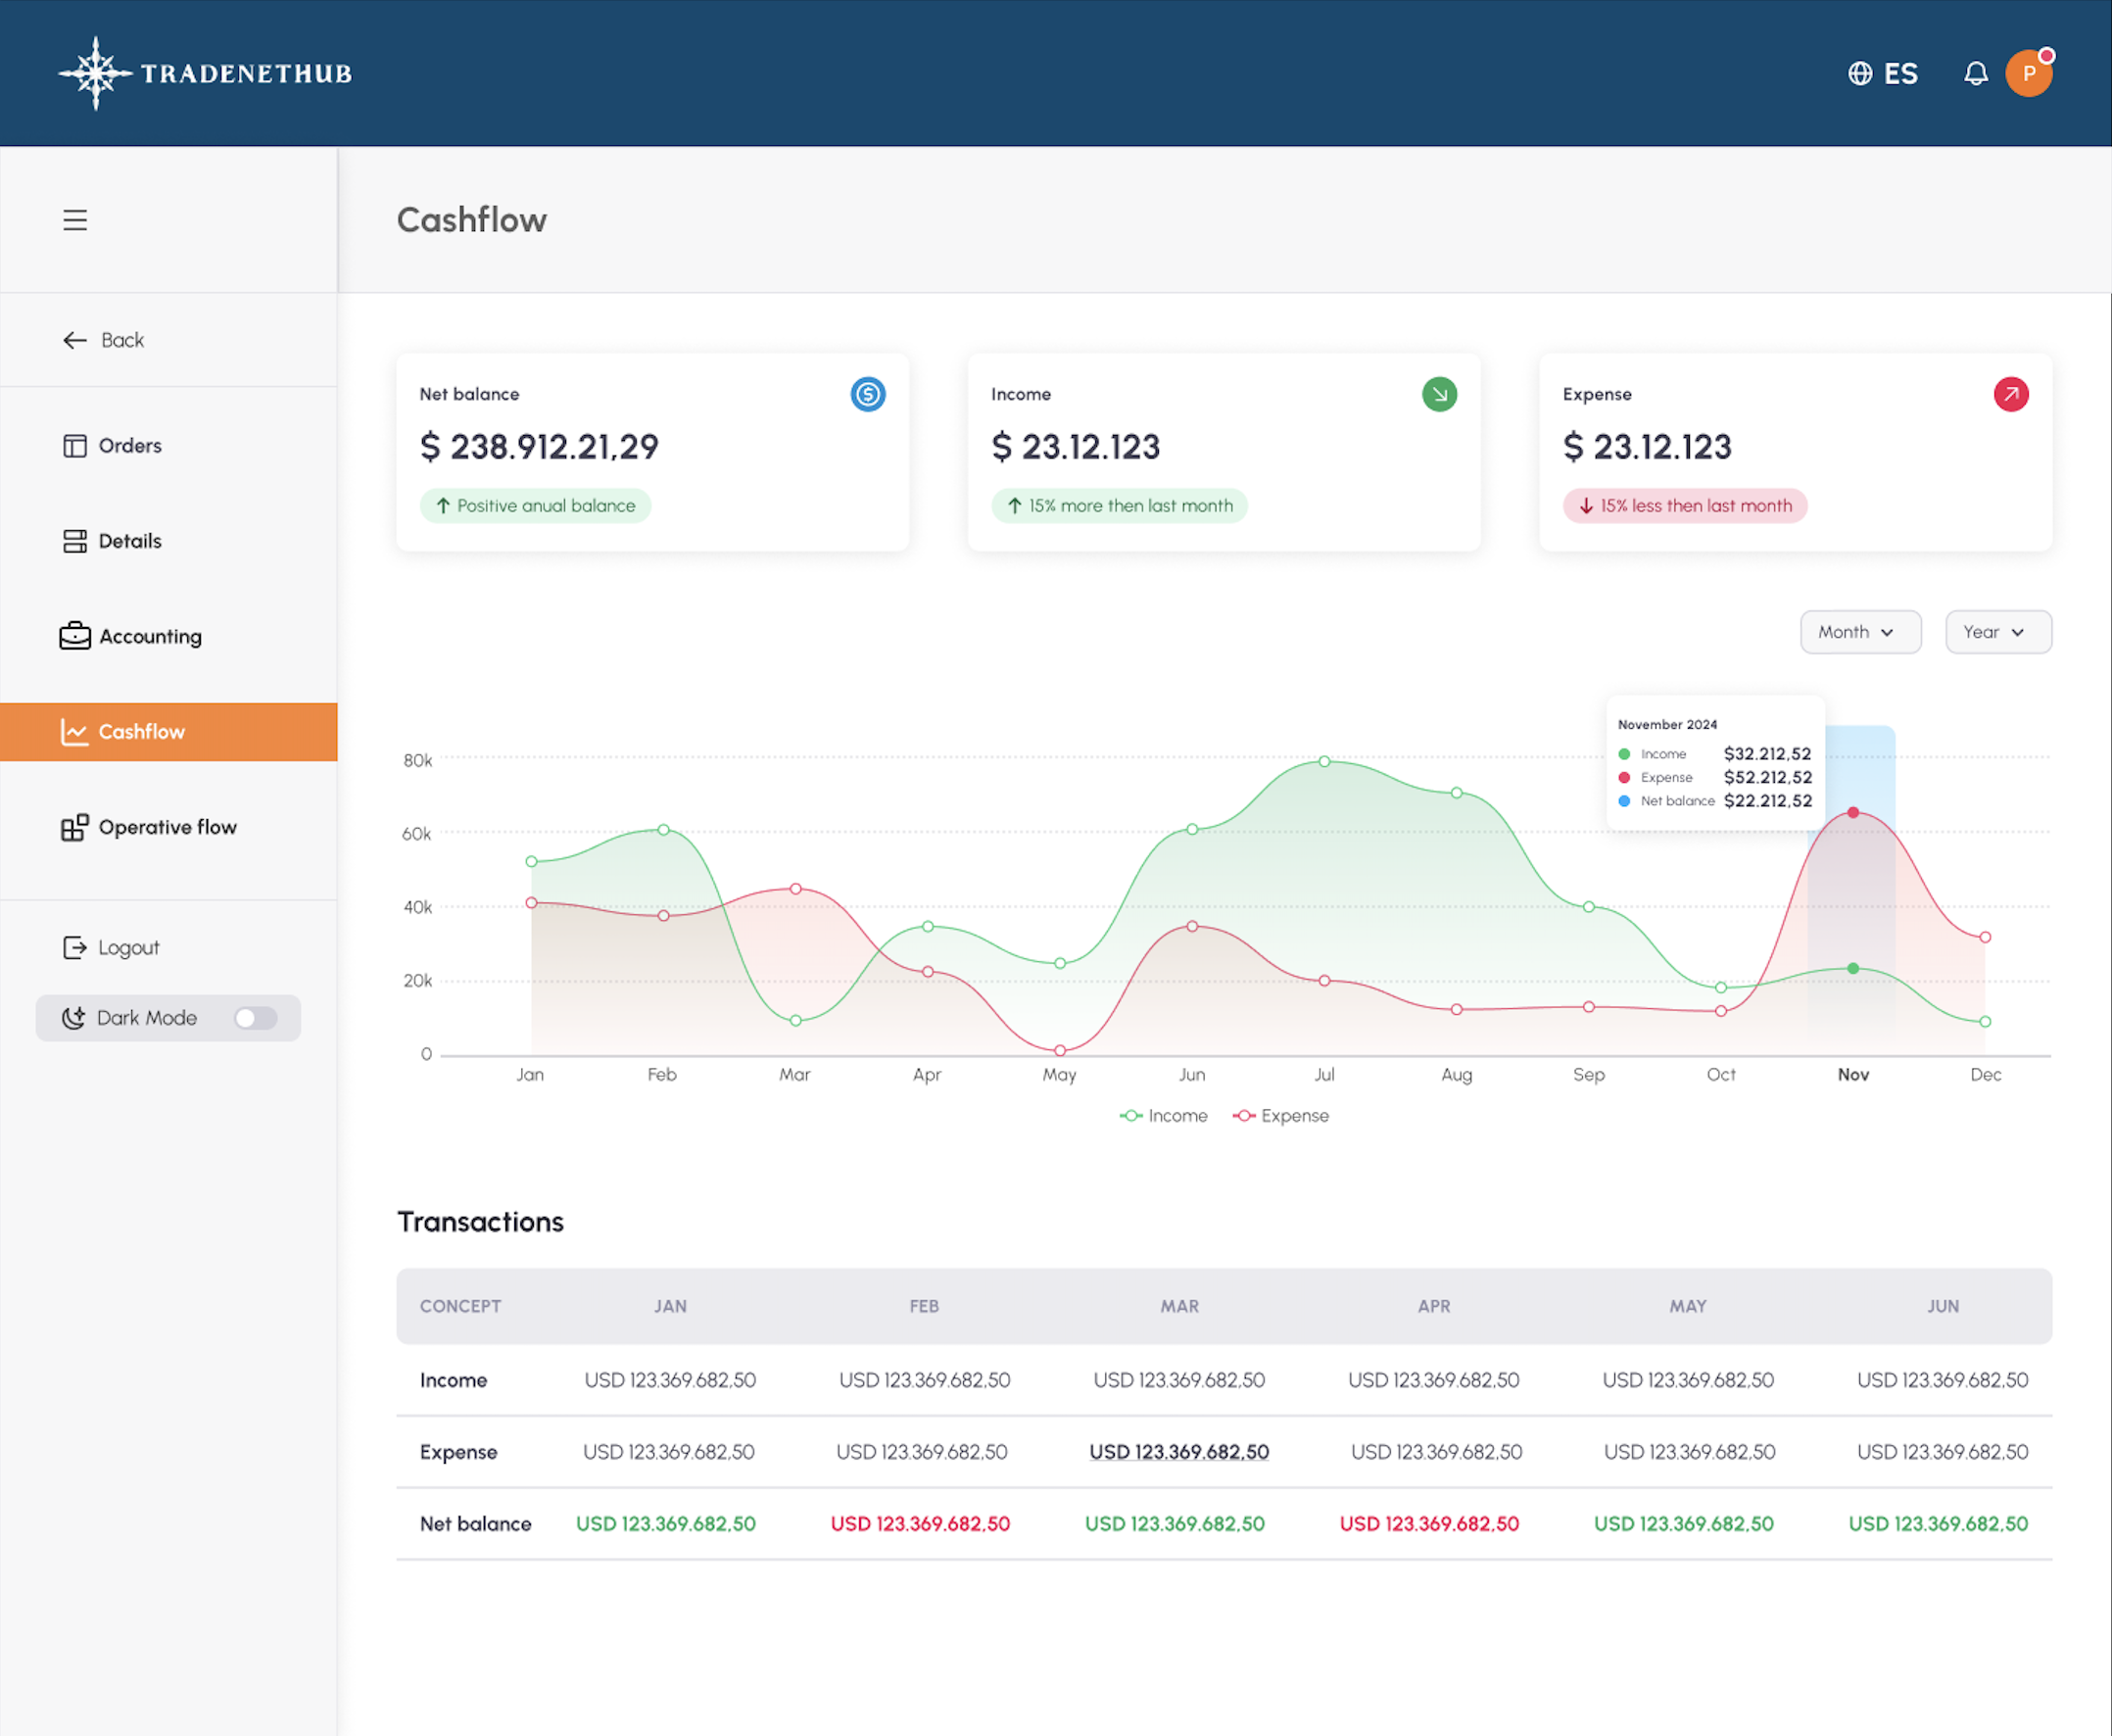 TRADENETHUB
ES
P
Cashflow
Back
Orders
Details
Accounting
Cashflow
Operative flow
Logout
Dark Mode
Net balance
$ 238.912.21,29
Positive anual balance
Income
$ 23.12.123
15% more then last month
Expense
$ 23.12.123
15% less then last month
Month
Year
November 2024
Income $32.212,52
Expense $52.212,52
Net balance $22.212,52
80k
60k
40k
20k
0
Jan Feb Mar Apr May Jun Jul Aug Sep Oct Nov Dec
Income Expense
Transactions
CONCEPT JAN FEB MAR APR MAY JUN
Income USD 123.369.682,50 USD 123.369.682,50 USD 123.369.682,50 USD 123.369.682,50 USD 123.369.682,50 USD 123.369.682,50
Expense USD 123.369.682,50 USD 123.369.682,50 USD 123.369.682,50 USD 123.369.682,50 USD 123.369.682,50 USD 123.369.682,50
Net balance USD 123.369.682,50 USD 123.369.682,50 USD 123.369.682,50 USD 123.369.682,50 USD 123.369.682,50 USD 123.369.682,50